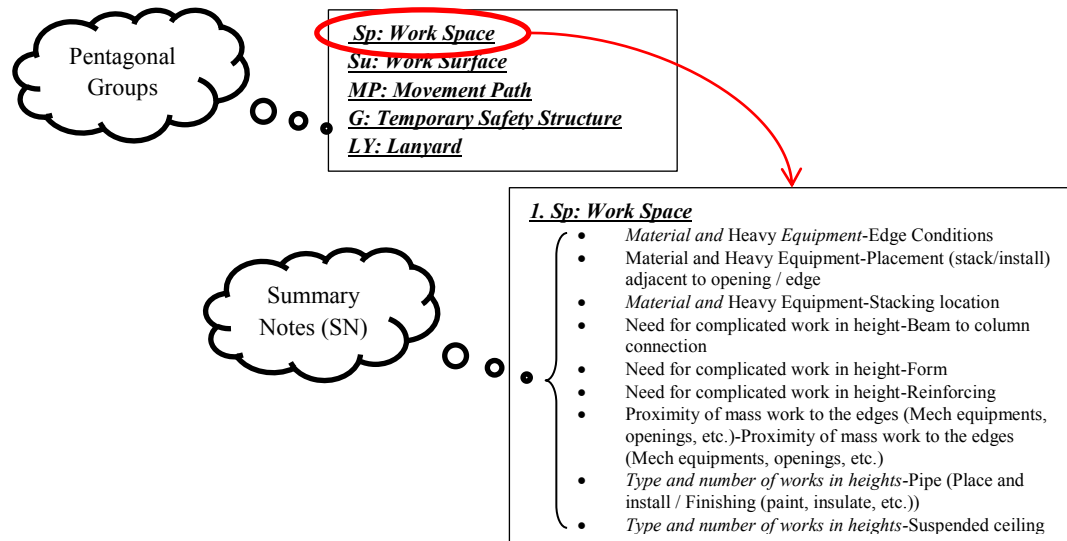 Pentagonal
Groups
Sp: Work Space
Su: Work Surface
MP: Movement Path
G: Temporary Safety Structure
LY: Lanyard
1. Sp: Work Space
Summary
Notes (SN)
• Material and Heavy Equipment-Edge Conditions
• Material and Heavy Equipment-Placement (stack/install)
adjacent to opening / edge
• Material and Heavy Equipment-Stacking location
• Need for complicated work in height-Beam to column
connection
• Need for complicated work in height-Form
• Need for complicated work in height-Reinforcing
• Proximity of mass work to the edges (Mech equipments,
openings, etc.)-Proximity of mass work to the edges
(Mech equipments, openings, etc.)
• Type and number of works in heights-Pipe (Place and
install / Finishing (paint, insulate, etc.))
• Type and number of works in heights-Suspended ceiling